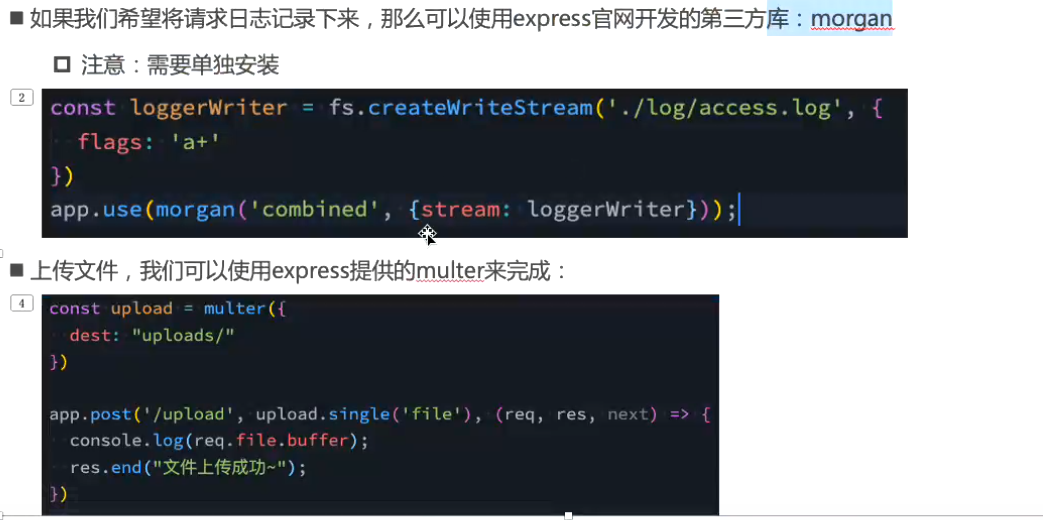 如果我们希望将请求日志记录下来，那么可以使用express官网开发的第三方库：morgan
注意：需要单独安装
2
const loggerWriter = fs.createWriteStream('./log/access.log', {
  flags: 'a+'
})
app.use(morgan('combined', {stream: loggerWriter}));
上传文件，我们可以使用express提供的multer来完成：
4
const upload = multer({
  dest: "uploads/"
})
app.post('/upload', upload.single('file'), (req, res, next) => {
  console.log(req.file.buffer);
  res.end("文件上传成功~");
})